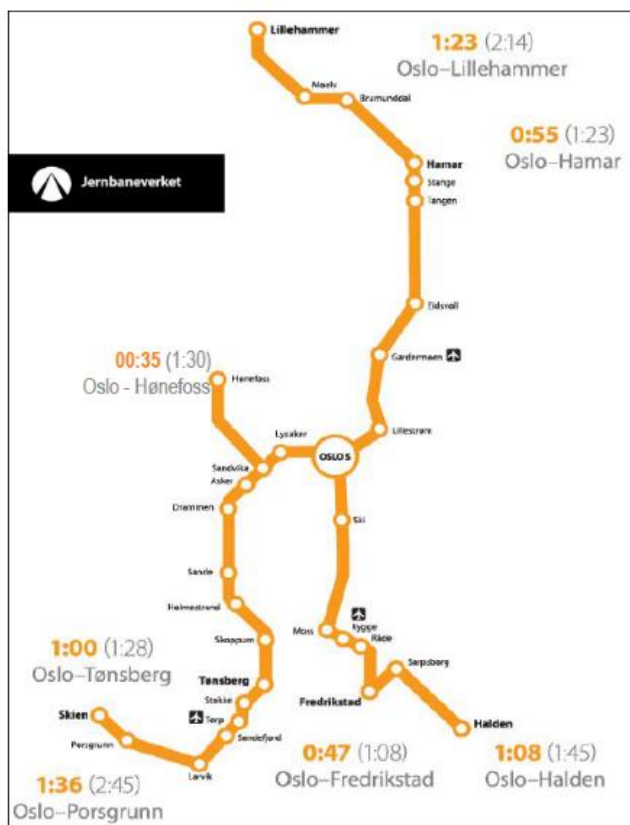 Lillehammer
1:23 (2:14)
Oslo–Lillehammer
Moelv
Brumunddal
0:55 (1:23)
Oslo–Hamar
Hamar
Stange
Tangen
Jernbaneverket
Eidsvoll
Gardermoen
00:35 (1:30)
Oslo - Hønefoss
Hønefoss
Lillestrøm
Lysaker
OSLO S
Sandvika
Asker
Drammen
Ski
Sande
Holmestrand
Moss
Rygge
Råde
Skoppum
1:00 (1:28)
Oslo–Tønsberg
Sarpsborg
Tønsberg
Stokke
Torp
Fredrikstad
Skien
Halden
Porsgrunn
Sandefjord
Larvik
0:47 (1:08)
Oslo–Fredrikstad
1:08 (1:45)
Oslo–Halden
1:36 (2:45)
Oslo–Porsgrunn